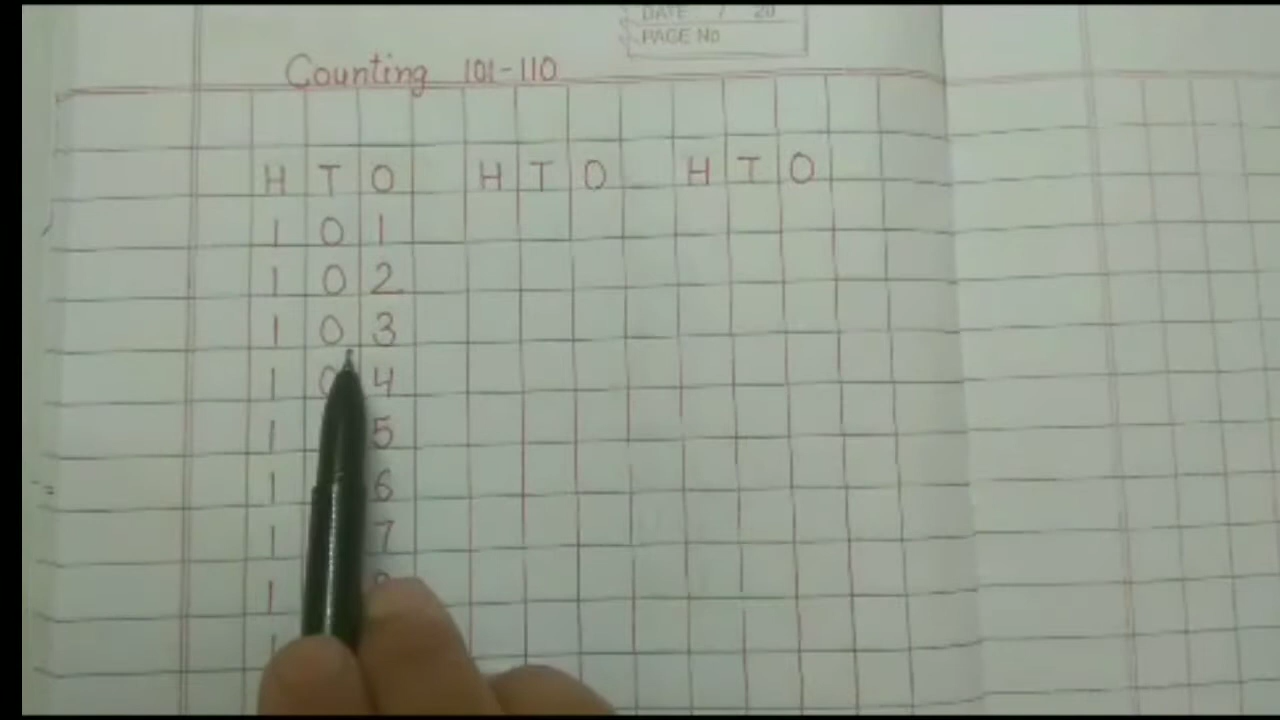 DATE / 20
PAGE No
Counting 101-110
H T O H T O H T O
1 0 1
1 0 2
1 0 3
1 0 4
1 5
1 6
1 7
1